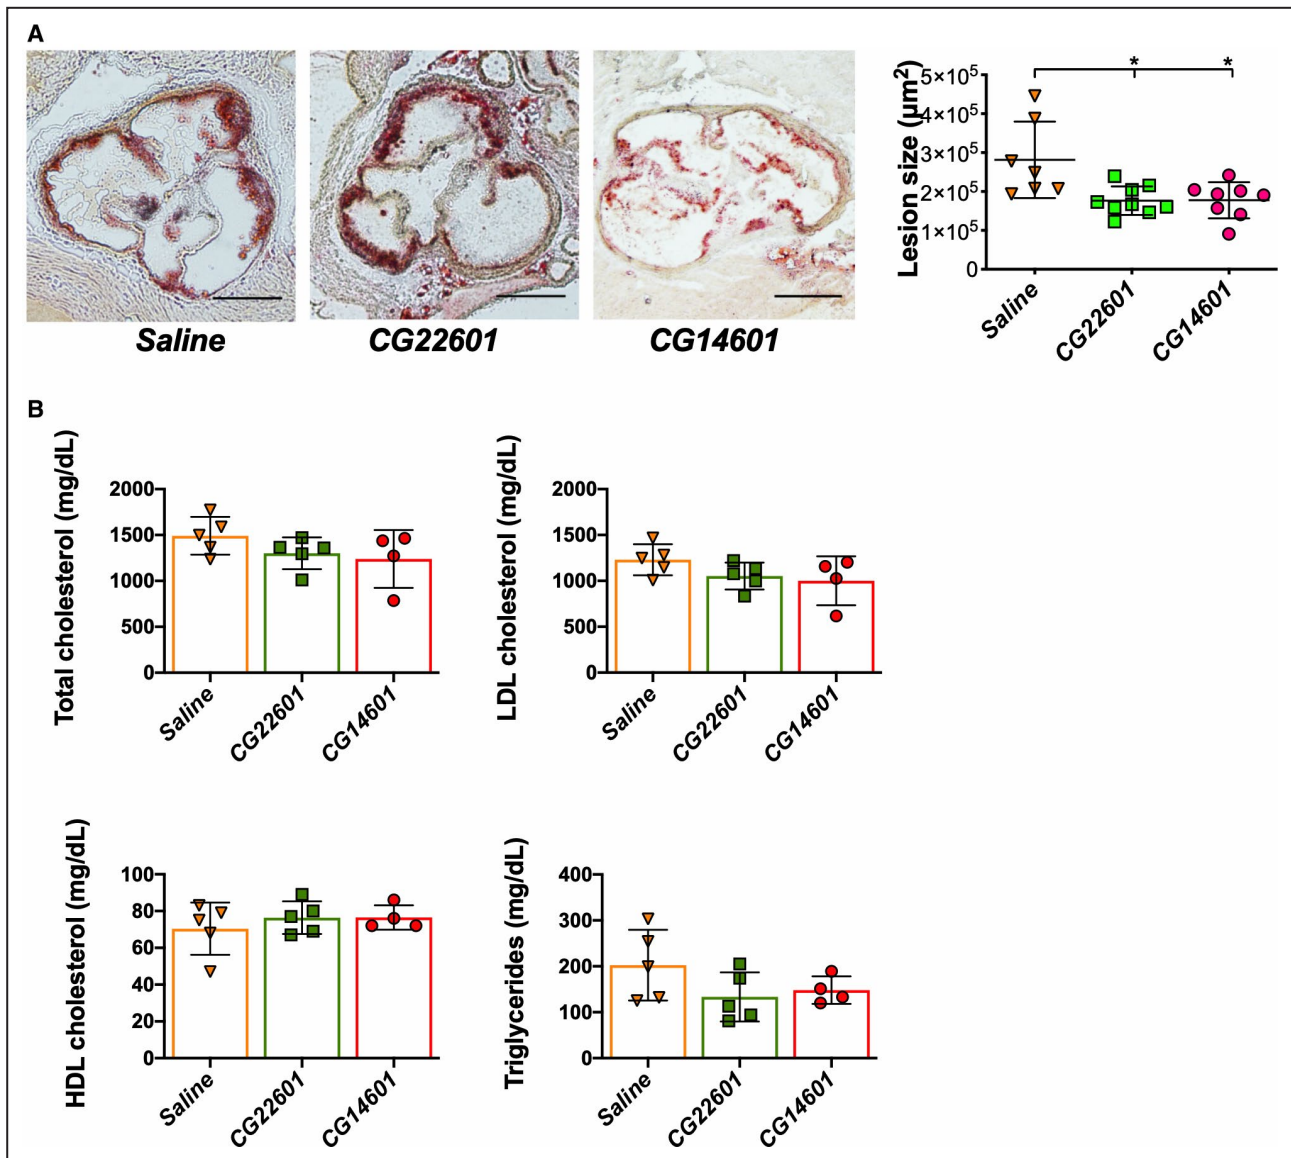 A
Saline
CG22601
CG14601
Lesion size (µm²)
5×10⁵
4×10⁵
3×10⁵
2×10⁵
1×10⁵
0
*
*
Saline
CG22601
CG14601
B
Total cholesterol (mg/dL)
2000
1500
1000
500
0
Saline
CG22601
CG14601
LDL cholesterol (mg/dL)
2000
1500
1000
500
0
Saline
CG22601
CG14601
HDL cholesterol (mg/dL)
100
80
60
40
20
0
Saline
CG22601
CG14601
Triglycerides (mg/dL)
400
300
200
100
0
Saline
CG22601
CG14601